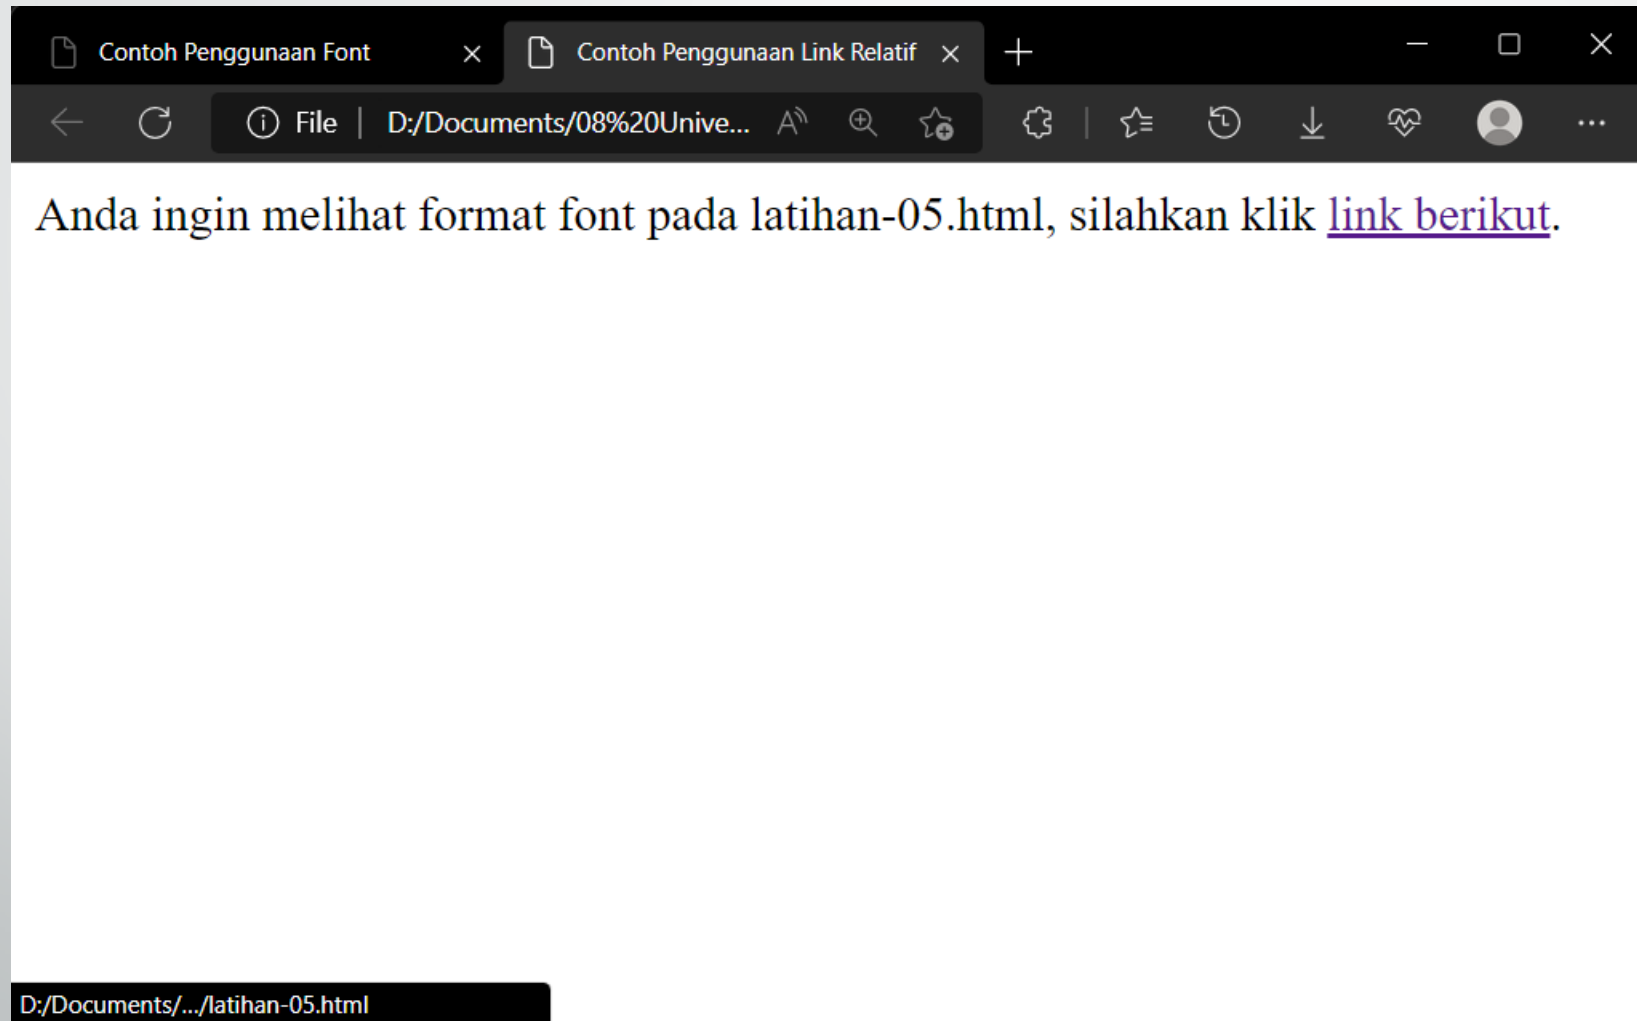 Contoh Penggunaan Font
Contoh Penggunaan Link Relatif
File | D:/Documents/08%20Unive...
Anda ingin melihat format font pada latihan-05.html, silahkan klik link berikut.
D:/Documents/.../latihan-05.html